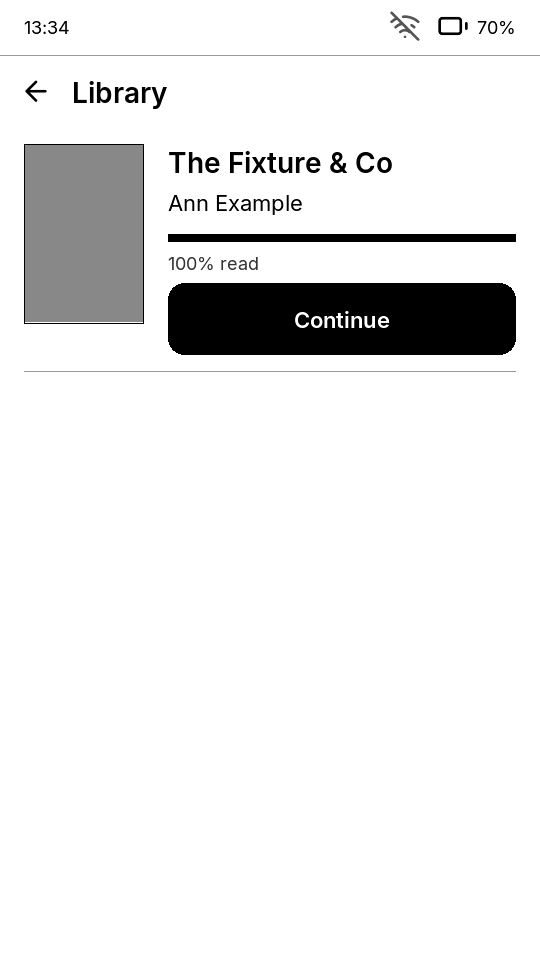 13:34
70%
Library
The Fixture & Co
Ann Example
100% read
Continue